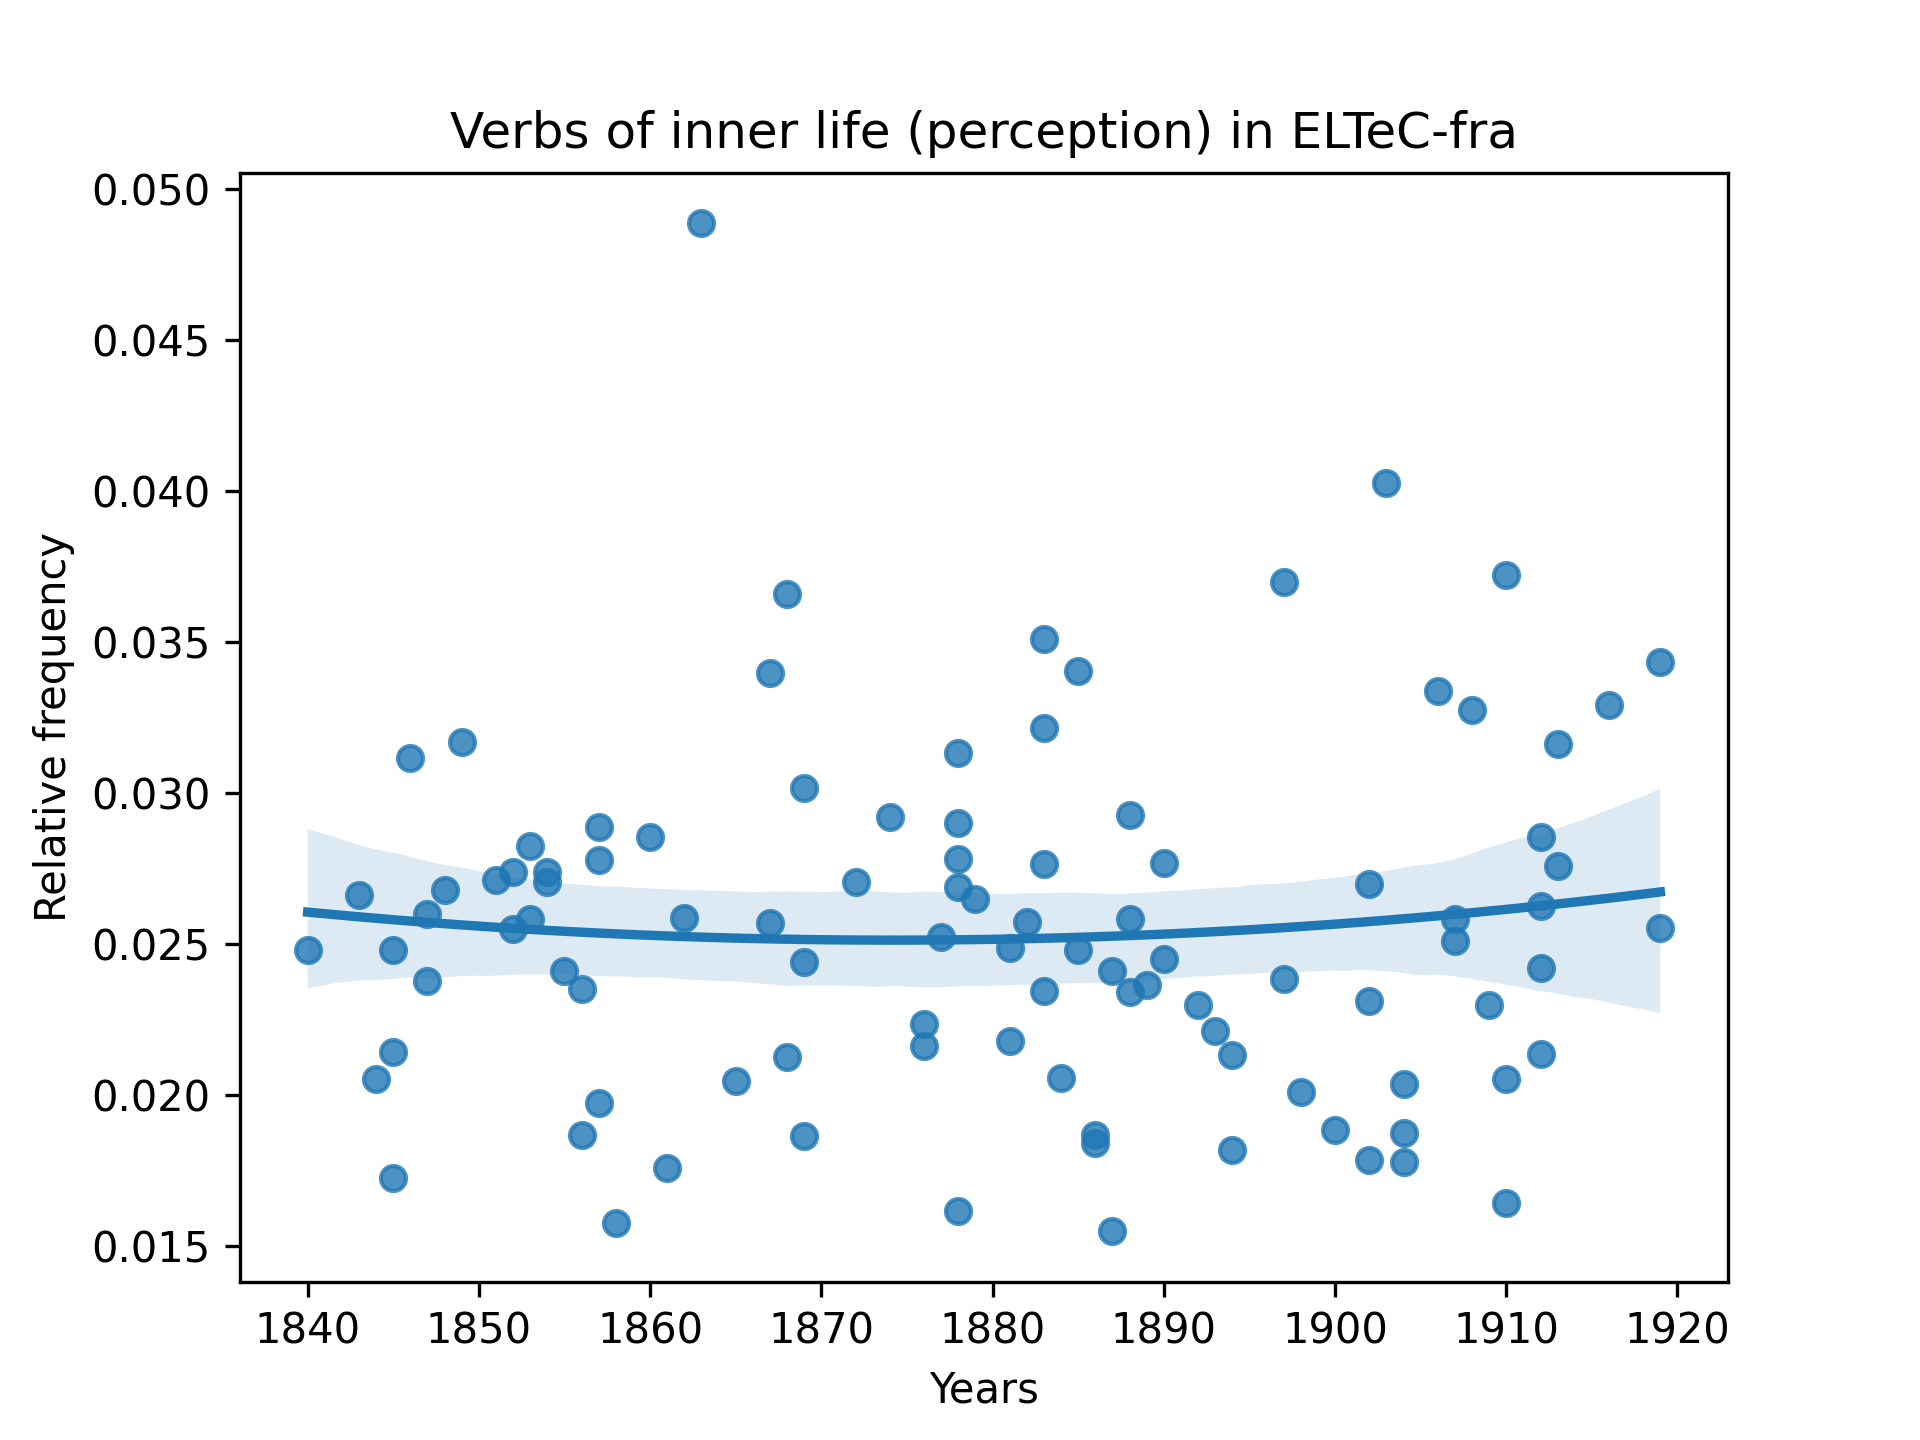 Verbs of inner life (perception) in ELTeC-fra
0.050
0.045
0.040
0.035
0.030
0.025
0.020
0.015
Relative frequency
1840 1850 1860 1870 1880 1890 1900 1910 1920
Years